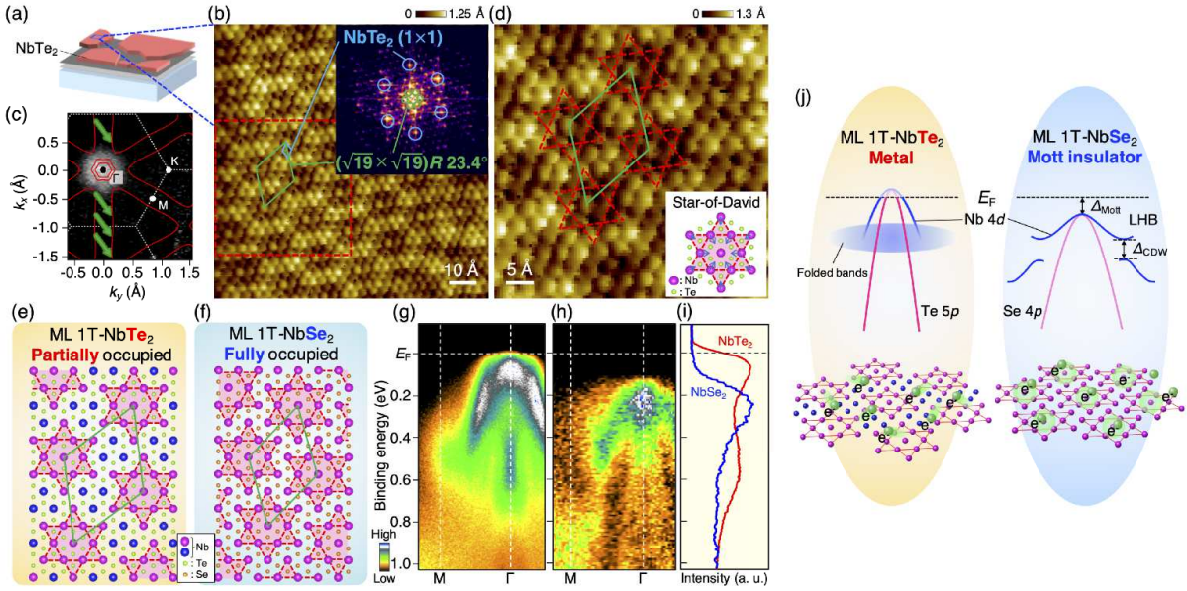 (a)
NbTe2
(b)
0 1.25 Å
NbTe2 (1×1)
(√19 × √19)R 23.4°
10 Å
(c)
0.5
0.0
-0.5
-1.0
-1.5
kx (Å)
Γ
K
M
-1.5 -0.5 0.0 0.5 1.0 1.5
ky (Å)
(d)
0 1.3 Å
5 Å
Star-of-David
: Nb
: Te
(e)
ML 1T-NbTe2
Partially occupied
(f)
ML 1T-NbSe2
Fully occupied
Nb
: Te
: Se
(g)
EF
0.2
0.4
0.6
0.8
1.0
Binding energy (eV)
High
Low
M Γ
(h)
M Γ
(i)
NbTe2
NbSe2
Intensity (a. u.)
(j)
ML 1T-NbTe2
Metal
EF
Nb 4d
Folded bands
Te 5p
e
e
e
e
e
ML 1T-NbSe2
Mott insulator
ΔMott
LHB
ΔCDW
Se 4p
e
e
e
e
e
e
e